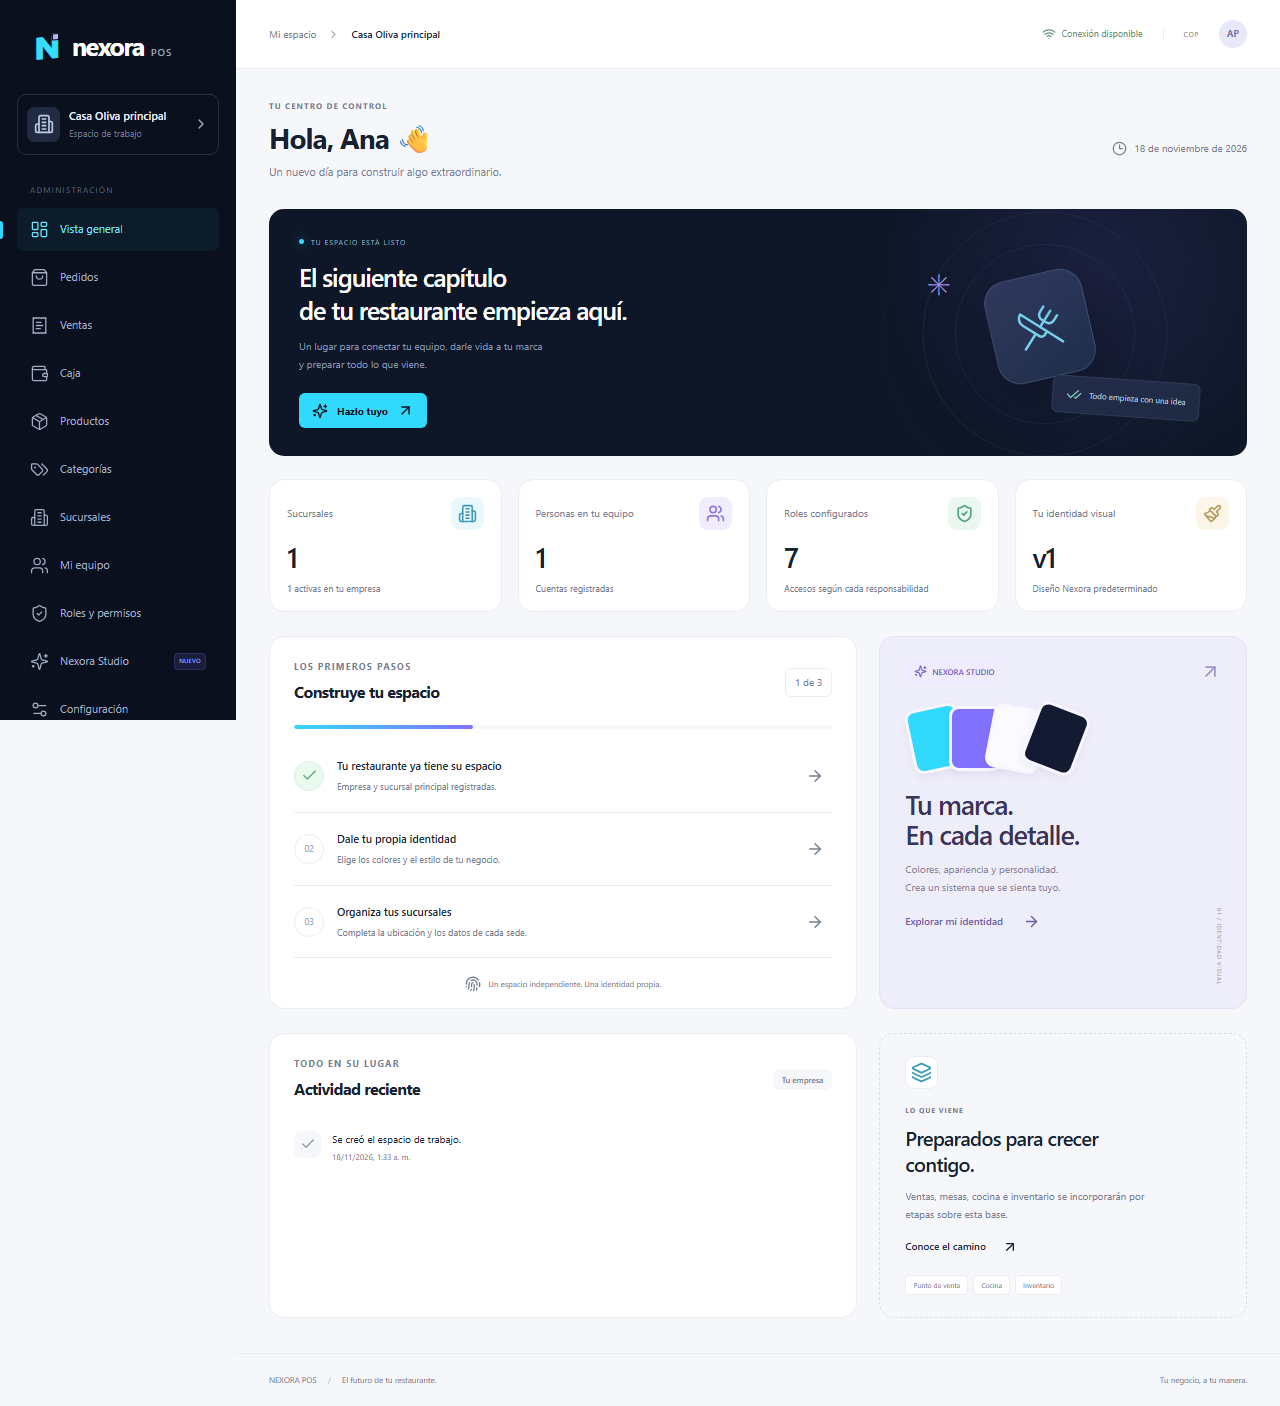 nexora POS
Casa Oliva principal
Espacio de trabajo
ADMINISTRACIÓN
Vista general
Pedidos
Ventas
Caja
Productos
Categorías
Sucursales
Mi equipo
Roles y permisos
Nexora Studio NUEVO
Configuración
Mi espacio Casa Oliva principal
Conexión disponible COP AP
TU CENTRO DE CONTROL
Hola, Ana 👋
Un nuevo día para construir algo extraordinario.
18 de noviembre de 2026
TU ESPACIO ESTÁ LISTO
El siguiente capítulo
de tu restaurante empieza aquí.
Un lugar para conectar tu equipo, darle vida a tu marca
y preparar todo lo que viene.
Hazlo tuyo
Todo empieza con una idea
Sucursales
1
1 activas en tu empresa
Personas en tu equipo
1
Cuentas registradas
Roles configurados
7
Accesos según cada responsabilidad
Tu identidad visual
v1
Diseño Nexora predeterminado
LOS PRIMEROS PASOS
Construye tu espacio
1 de 3
Tu restaurante ya tiene su espacio
Empresa y sucursal principal registradas.
02
Dale tu propia identidad
Elige los colores y el estilo de tu negocio.
03
Organiza tus sucursales
Completa la ubicación y los datos de cada sede.
Un espacio independiente. Una identidad propia.
NEXORA STUDIO
Tu marca.
En cada detalle.
Colores, apariencia y personalidad.
Crea un sistema que se sienta tuyo.
Explorar mi identidad
01 / IDENTIDAD VISUAL
TODO EN SU LUGAR
Actividad reciente
Tu empresa
Se creó el espacio de trabajo.
18/11/2026, 1:33 a. m.
LO QUE VIENE
Preparados para crecer
contigo.
Ventas, mesas, cocina e inventario se incorporarán por
etapas sobre esta base.
Conoce el camino
Punto de venta Cocina Inventario
NEXORA POS / El futuro de tu restaurante.
Tu negocio, a tu manera.